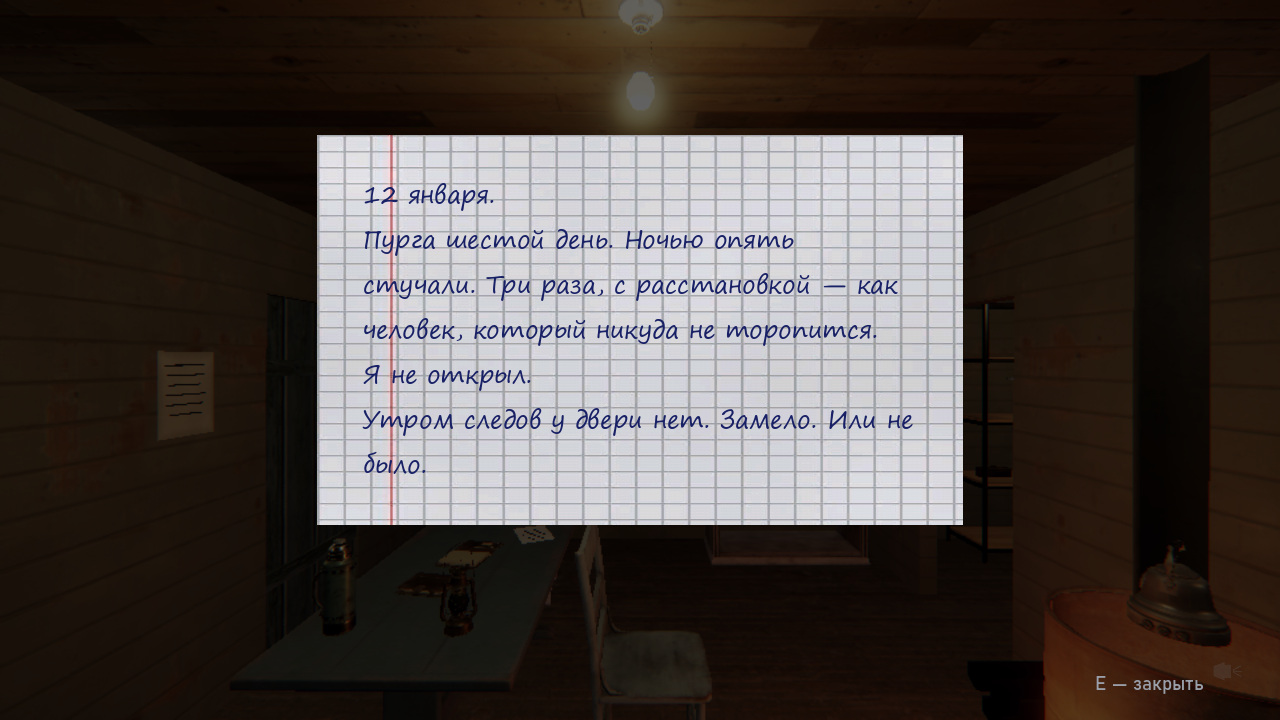 12 января.
Пурга шестой день. Ночью опять
стучали. Три раза, с расстановкой — как
человек, который никуда не торопится.
Я не открыл.
Утром следов у двери нет. Замело. Или не
было.
E — закрыть